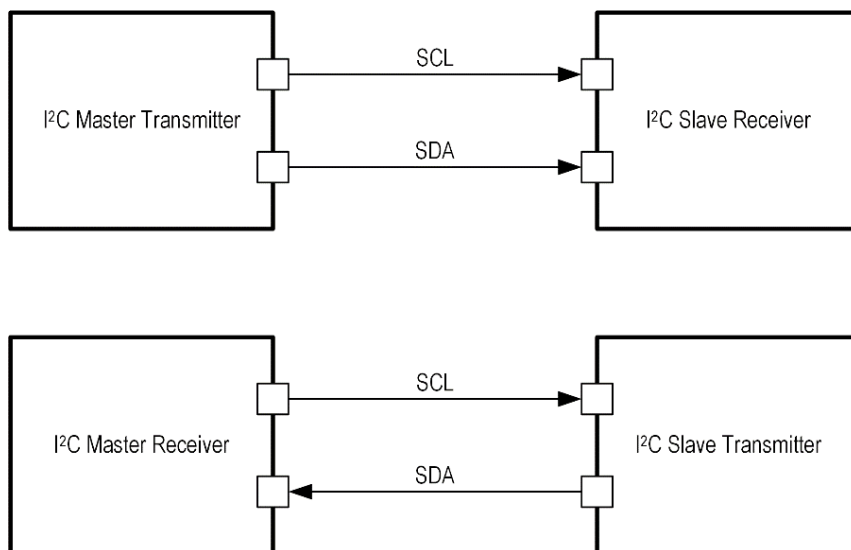 SCL
I²C Master Transmitter
I²C Slave Receiver
SDA
SCL
I²C Master Receiver
I²C Slave Transmitter
SDA